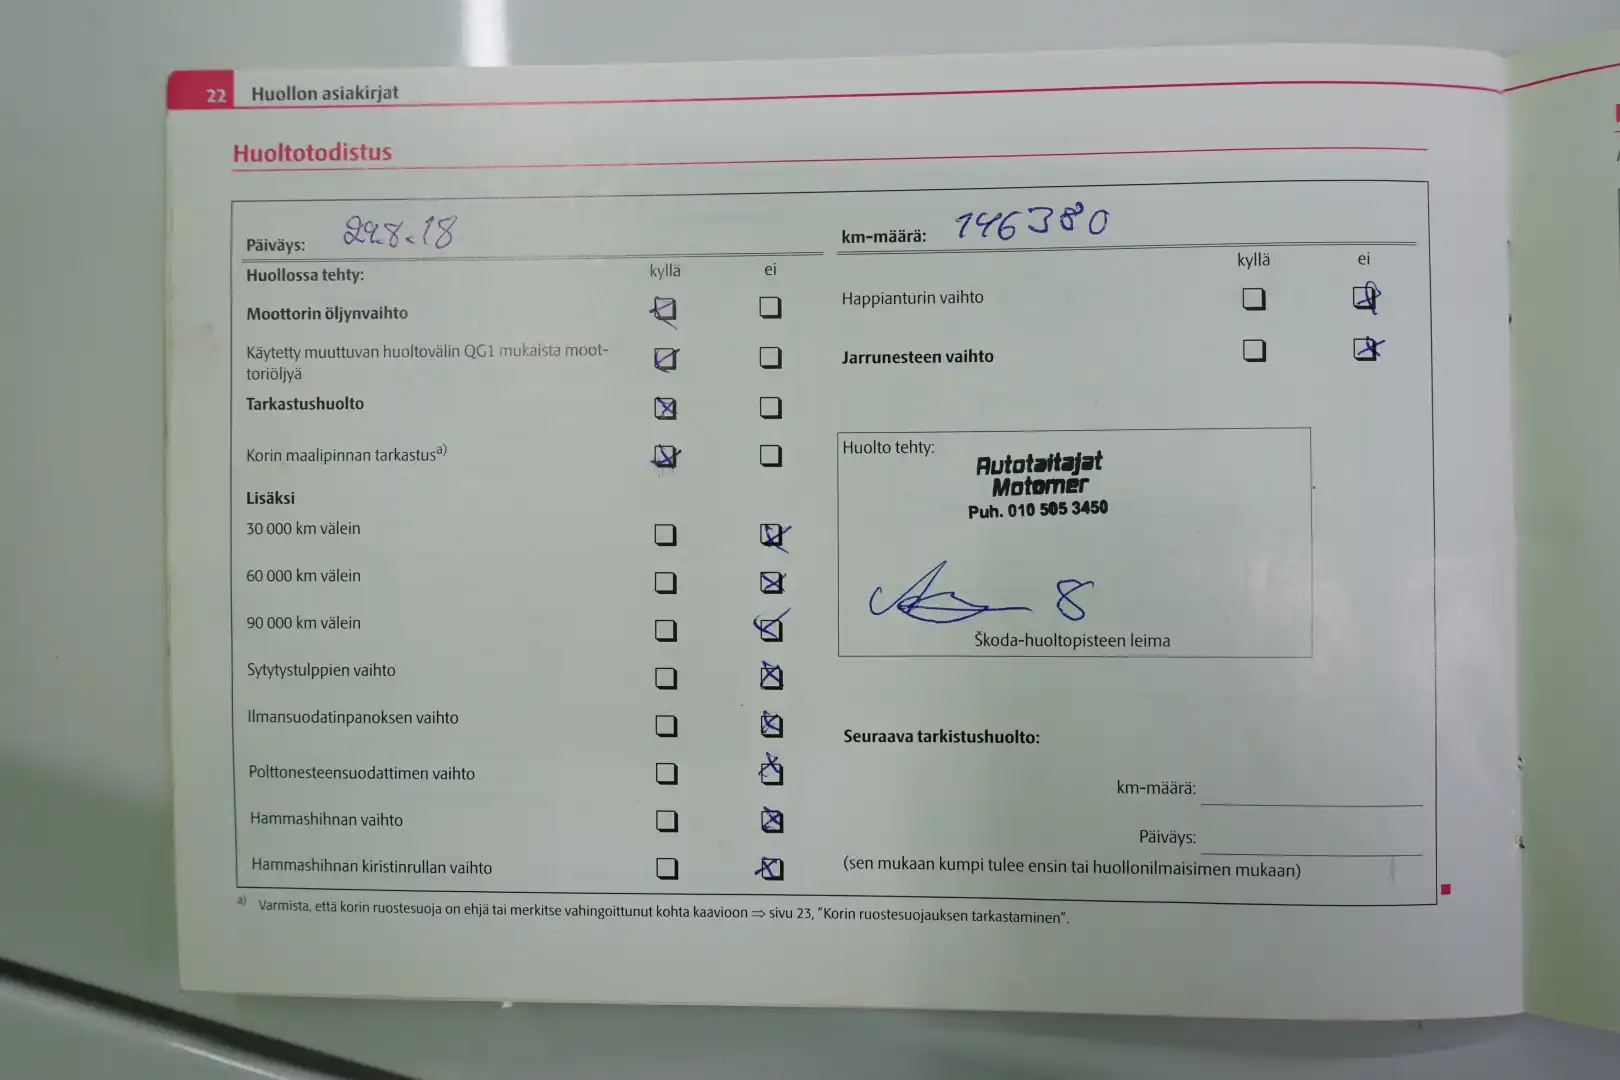 22 Huollon asiakirjat
Huoltotodistus
Päiväys: 29.8.18
Huollossa tehty: kyllä ei
Moottorin öljynvaihto
Käytetty muuttuvan huoltovälin QG1 mukaista moot-
toriöljyä
Tarkastushuolto
Korin maalipinnan tarkastus a)
Lisäksi
30 000 km välein
60 000 km välein
90 000 km välein
Sytytystulppien vaihto
Ilmansuodatinpanoksen vaihto
Polttonesteensuodattimen vaihto
Hammashihnan vaihto
Hammashihnan kiristinrullan vaihto
km-määrä: 146380
kyllä ei
Happianturin vaihto
Jarrunesteen vaihto
Huolto tehty:
Autotaitajat
Motomer
Puh. 010 505 3450
8
Škoda-huoltopisteen leima
Seuraava tarkistushuolto:
km-määrä:
Päiväys:
(sen mukaan kumpi tulee ensin tai huollonilmaisimen mukaan)
a) Varmista, että korin ruostesuoja on ehjä tai merkitse vahingoittunut kohta kaavioon ⇒ sivu 23, "Korin ruostesuojauksen tarkastaminen".